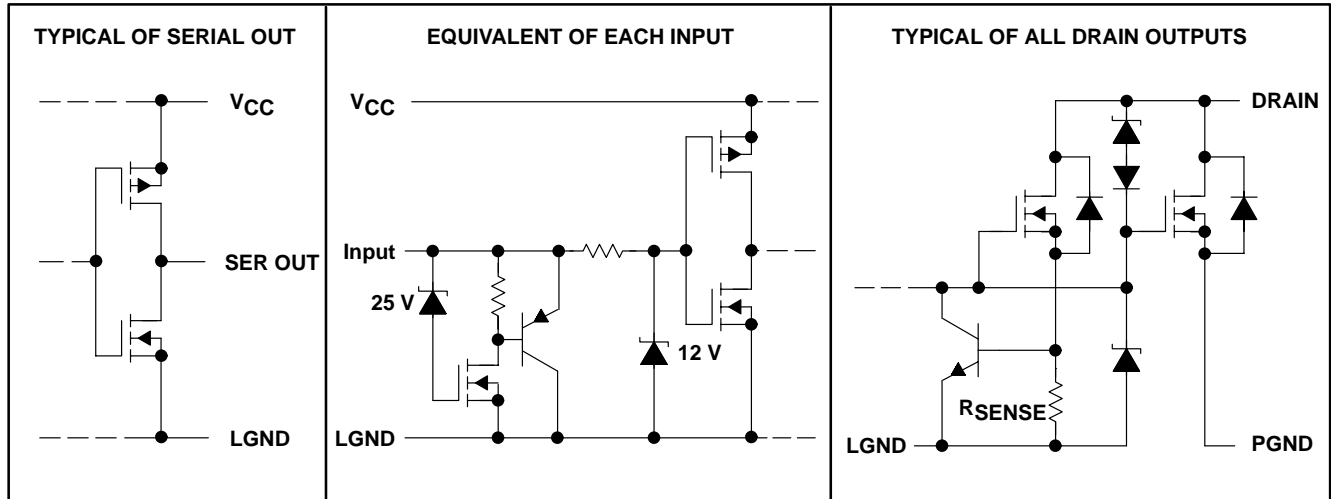 TYPICAL OF SERIAL OUT
VCC
SER OUT
LGND
EQUIVALENT OF EACH INPUT
VCC
Input
25 V
12 V
LGND
TYPICAL OF ALL DRAIN OUTPUTS
DRAIN
RSENSE
LGND
PGND